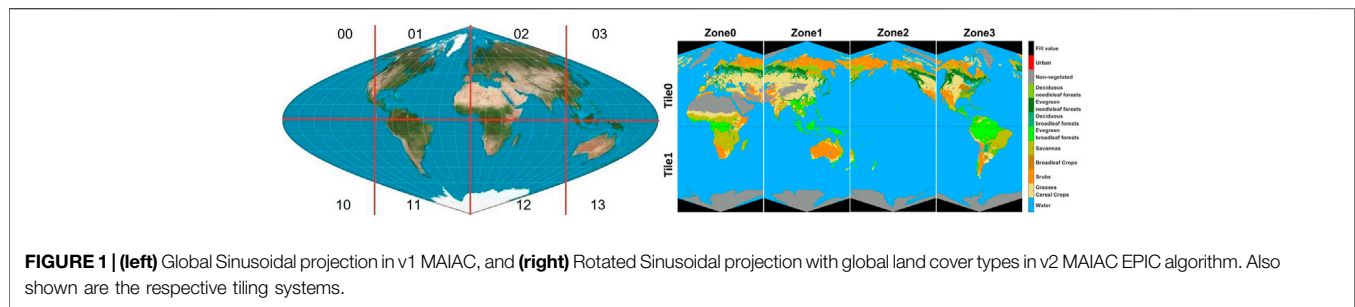 00 01 02 03
10 11 12 13
Zone0 Zone1 Zone2 Zone3
Tile0
Tile1
Fill value
Urban
Non-vegetated
Deciduous
needleleaf forests
Evegreen
needleleaf forests
Deciduous
broadleaf forests
Evegreen
broadleaf forests
Savannas
Broadleaf Crops
Srubs
Grasses
Cereal Creps
Water
FIGURE 1 | (left) Global Sinusoidal projection in v1 MAIAC, and (right) Rotated Sinusoidal projection with global land cover types in v2 MAIAC EPIC algorithm. Also
shown are the respective tiling systems.